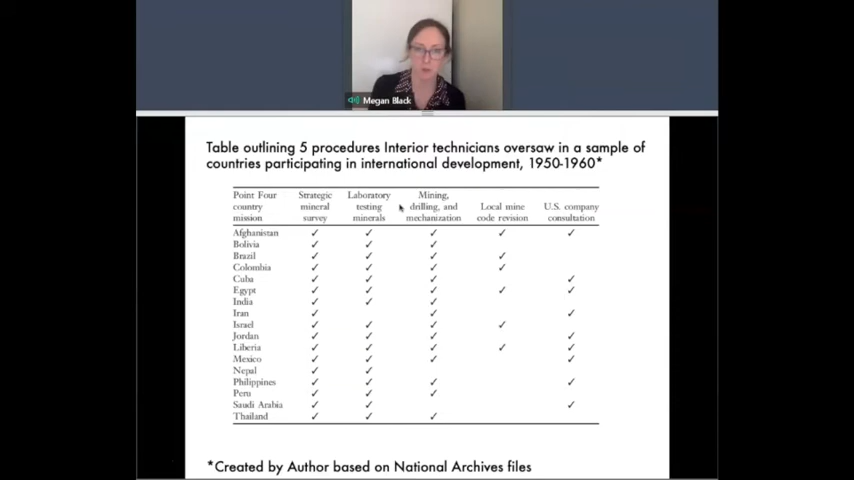 Megan Black
Table outlining 5 procedures Interior technicians oversaw in a sample of
countries participating in international development, 1950-1960*
Point Four country mission Strategic mineral survey Laboratory testing minerals Mining, drilling, and mechanization Local mine code revision U.S. company consultation
Afghanistan ✓ ✓ ✓ ✓ ✓
Bolivia ✓ ✓ ✓
Brazil ✓ ✓ ✓ ✓
Colombia ✓ ✓ ✓ ✓
Cuba ✓ ✓ ✓ ✓
Egypt ✓ ✓ ✓ ✓ ✓
India ✓ ✓ ✓
Iran ✓ ✓ ✓
Israel ✓ ✓ ✓ ✓
Jordan ✓ ✓ ✓ ✓
Liberia ✓ ✓ ✓ ✓ ✓
Mexico ✓ ✓ ✓ ✓
Nepal ✓ ✓
Philippines ✓ ✓ ✓ ✓
Peru ✓ ✓ ✓
Saudi Arabia ✓ ✓ ✓
Thailand ✓ ✓ ✓
*Created by Author based on National Archives files